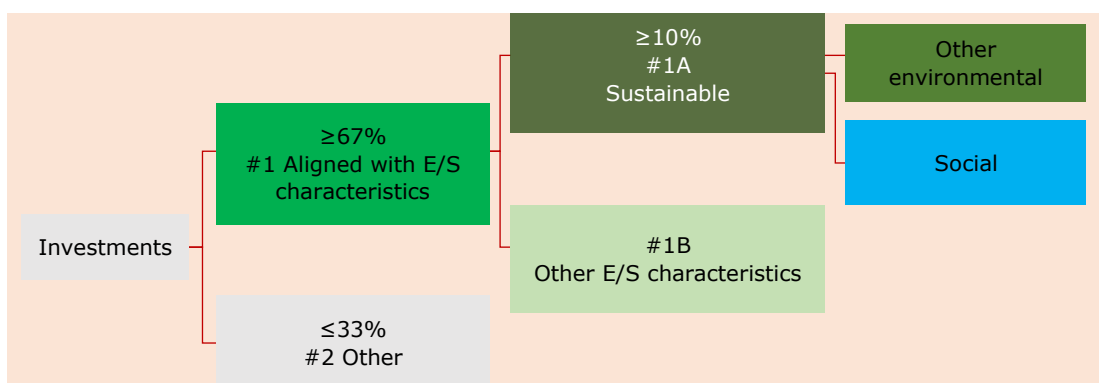 Investments
≥67%
#1 Aligned with E/S
characteristics
≤33%
#2 Other
≥10%
#1A
Sustainable
#1B
Other E/S characteristics
Other
environmental
Social